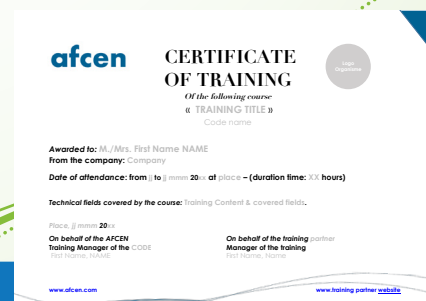 afcen
CERTIFICATE
OF TRAINING
Logo
Organisme
Of the following course
« TRAINING TITLE »
Code name
Awarded to: M./Mrs. First Name NAME
From the company: Company
Date of attendance: from jj to jj mmm 20xx at place – (duration time: XX hours)
Technical fields covered by the course: Training Content & covered fields.
Place, jj mmm 20xx
On behalf of the AFCEN
Training Manager of the CODE
First Name, NAME
On behalf of the training partner
Manager of the training
First Name, Name
www.afcen.com
www.training partner website